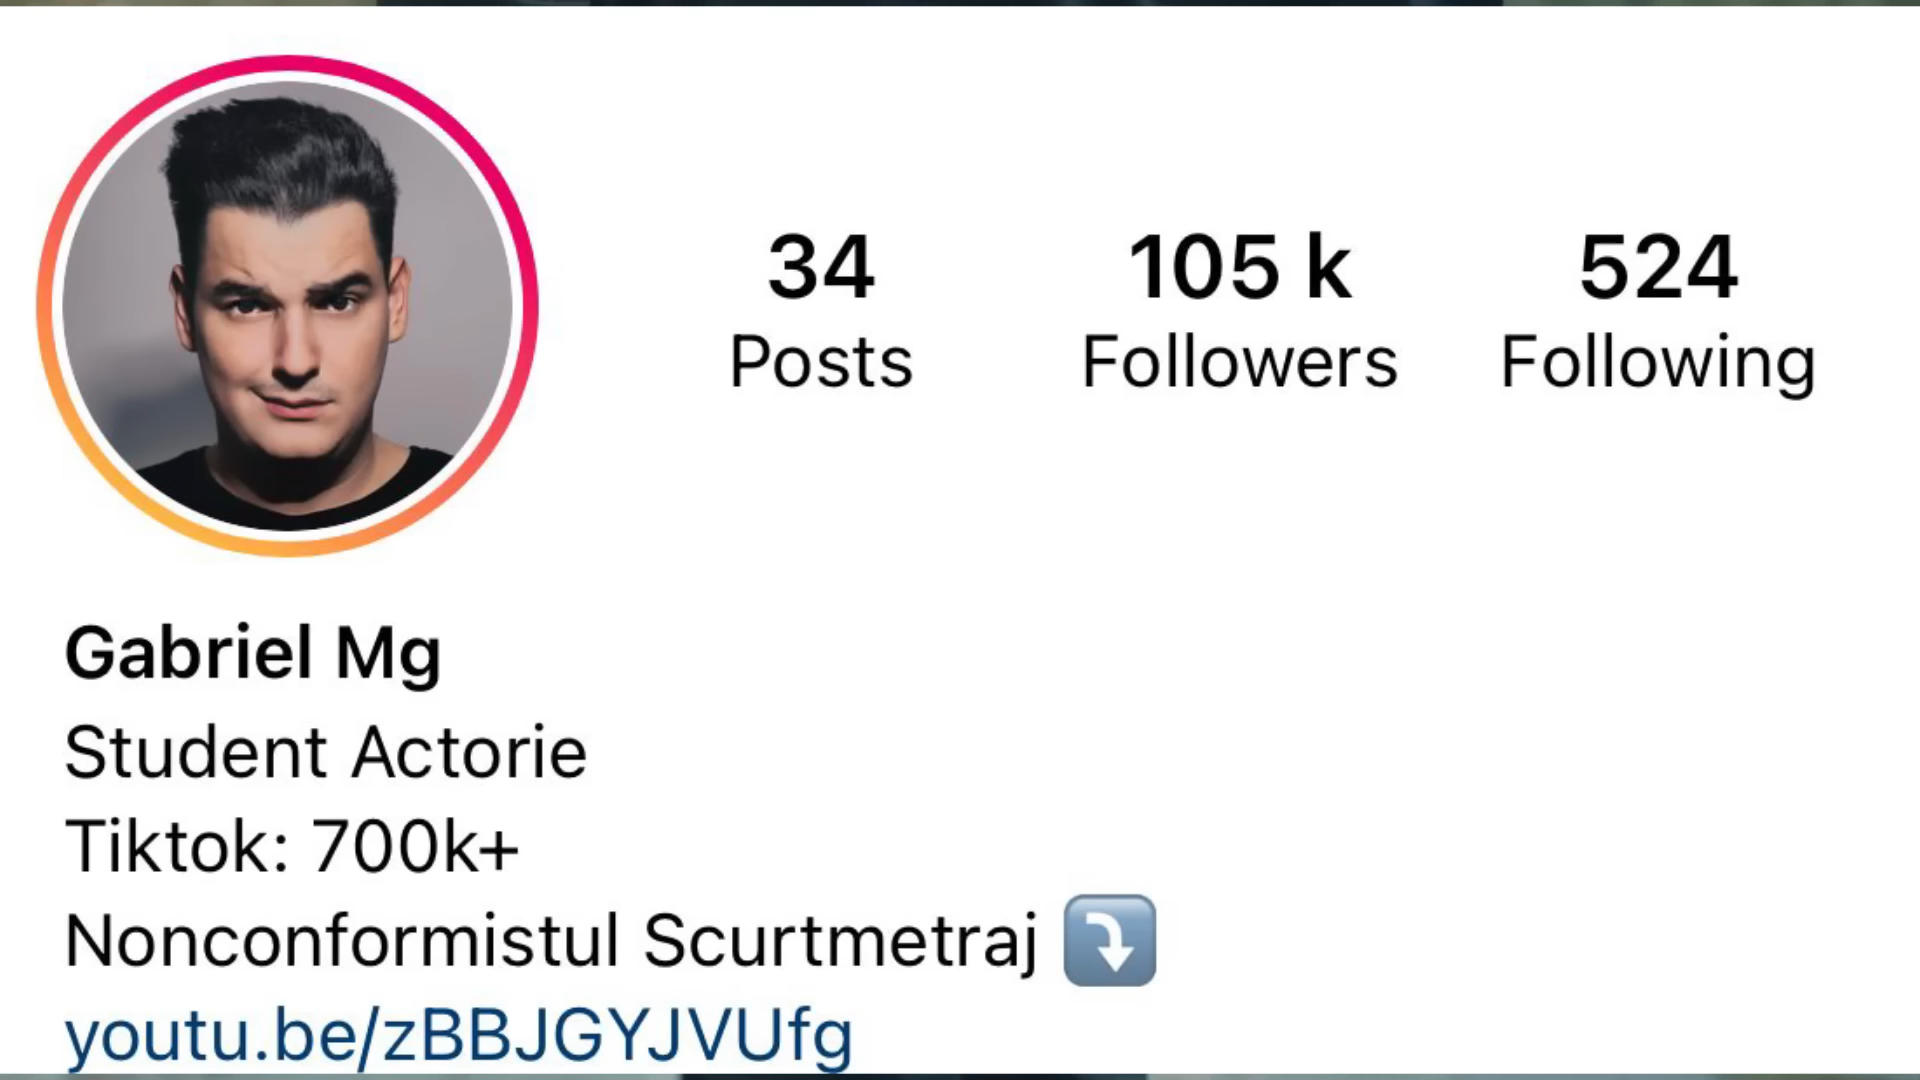 34 105 k 524
Posts Followers Following
Gabriel Mg
Student Actorie
Tiktok: 700k+
Nonconformistul Scurtmetraj ⤵️
youtu.be/zBBJGYJVUfg